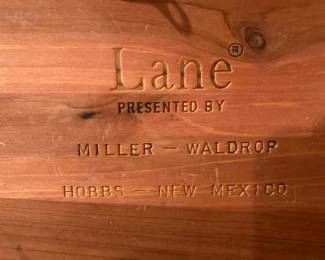 Lane®
PRESENTED BY
MILLER – WALDROP
HOBBS – NEW MEXICO